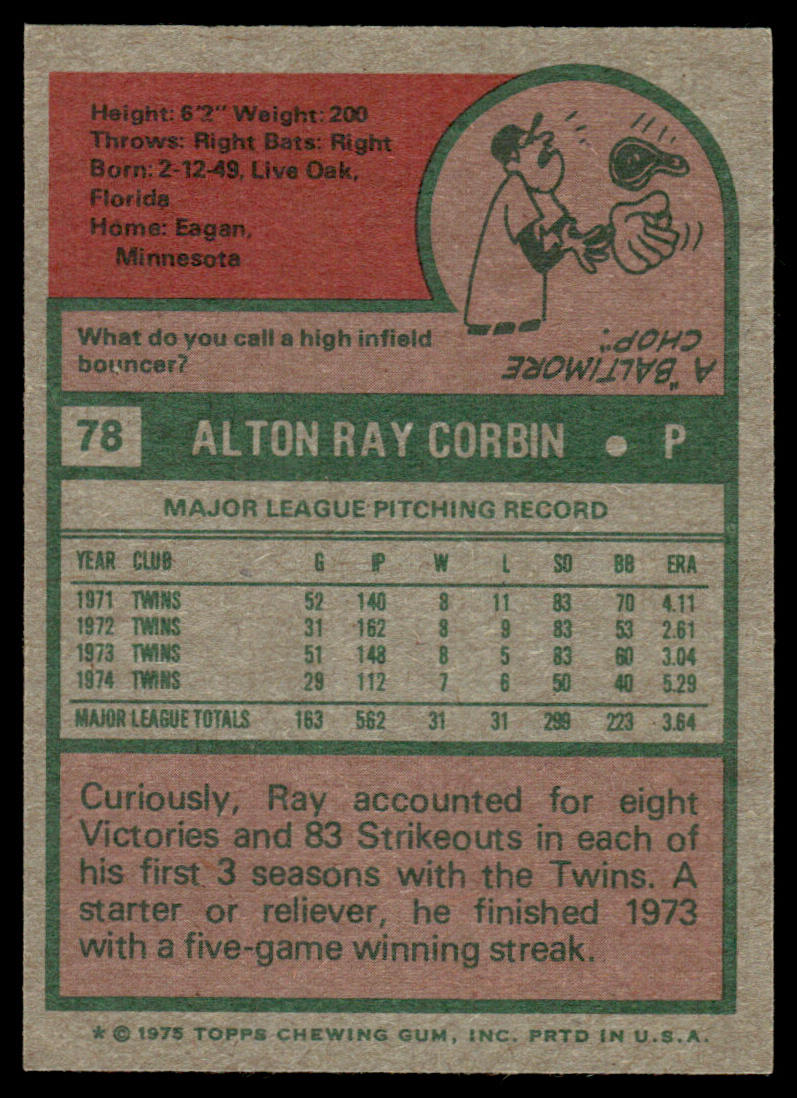 Height: 6'2" Weight: 200
Throws: Right Bats: Right
Born: 2-12-49, Live Oak,
Florida
Home: Eagan,
Minnesota
What do you call a high infield
bouncer?
A "BALTIMORE
CHOP".
78 ALTON RAY CORBIN • P
MAJOR LEAGUE PITCHING RECORD
YEAR CLUB G IP W L SO BB ERA
1971 TWINS 52 140 8 11 83 70 4.11
1972 TWINS 31 162 8 9 83 53 2.61
1973 TWINS 51 148 8 5 83 60 3.04
1974 TWINS 29 112 7 6 50 40 5.29
MAJOR LEAGUE TOTALS 163 562 31 31 299 223 3.64
Curiously, Ray accounted for eight
Victories and 83 Strikeouts in each of
his first 3 seasons with the Twins. A
starter or reliever, he finished 1973
with a five-game winning streak.
* © 1975 TOPPS CHEWING GUM, INC. PRTD IN U.S.A.